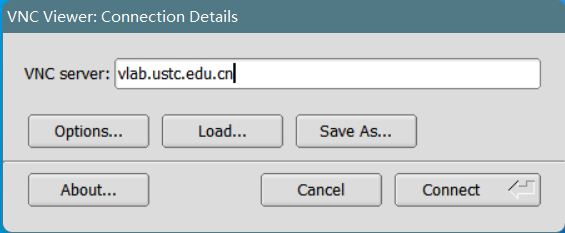 VNC Viewer: Connection Details
VNC server: vlab.ustc.edu.cn
Options... Load... Save As...
About... Cancel Connect